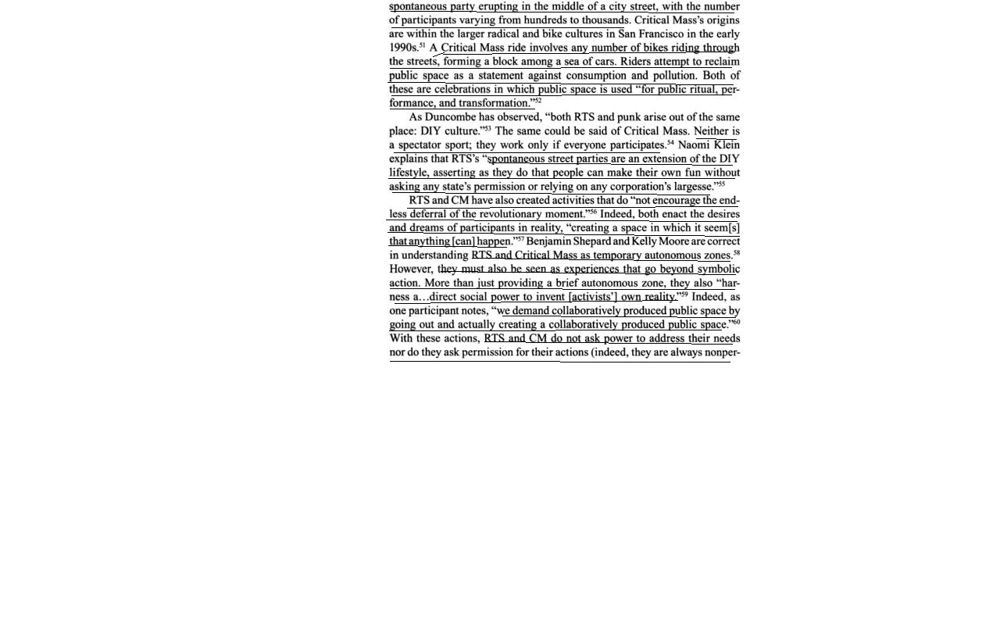 spontaneous party erupting in the middle of a city street, with the number
of participants varying from hundreds to thousands. Critical Mass’s origins
are within the larger radical and bike cultures in San Francisco in the early
1990s.51 A Critical Mass ride involves any number of bikes riding through
the streets, forming a block among a sea of cars. Riders attempt to reclaim
public space as a statement against consumption and pollution. Both of
these are celebrations in which public space is used “for public ritual, per-
formance, and transformation.”52
As Duncombe has observed, “both RTS and punk arise out of the same
place: DIY culture.”53 The same could be said of Critical Mass. Neither is
a spectator sport; they work only if everyone participates.54 Naomi Klein
explains that RTS’s “spontaneous street parties are an extension of the DIY
lifestyle, asserting as they do that people can make their own fun without
asking any state’s permission or relying on any corporation’s largesse.”55
RTS and CM have also created activities that do “not encourage the end-
less deferral of the revolutionary moment.”56 Indeed, both enact the desires
and dreams of participants in reality, “creating a space in which it seem[s]
that anything [can] happen.”57 Benjamin Shepard and Kelly Moore are correct
in understanding RTS and Critical Mass as temporary autonomous zones.58
However, they must also be seen as experiences that go beyond symbolic
action. More than just providing a brief autonomous zone, they also “har-
ness a…direct social power to invent [activists’] own reality.”59 Indeed, as
one participant notes, “we demand collaboratively produced public space by
going out and actually creating a collaboratively produced public space.”60
With these actions, RTS and CM do not ask power to address their needs
nor do they ask permission for their actions (indeed, they are always nonper-